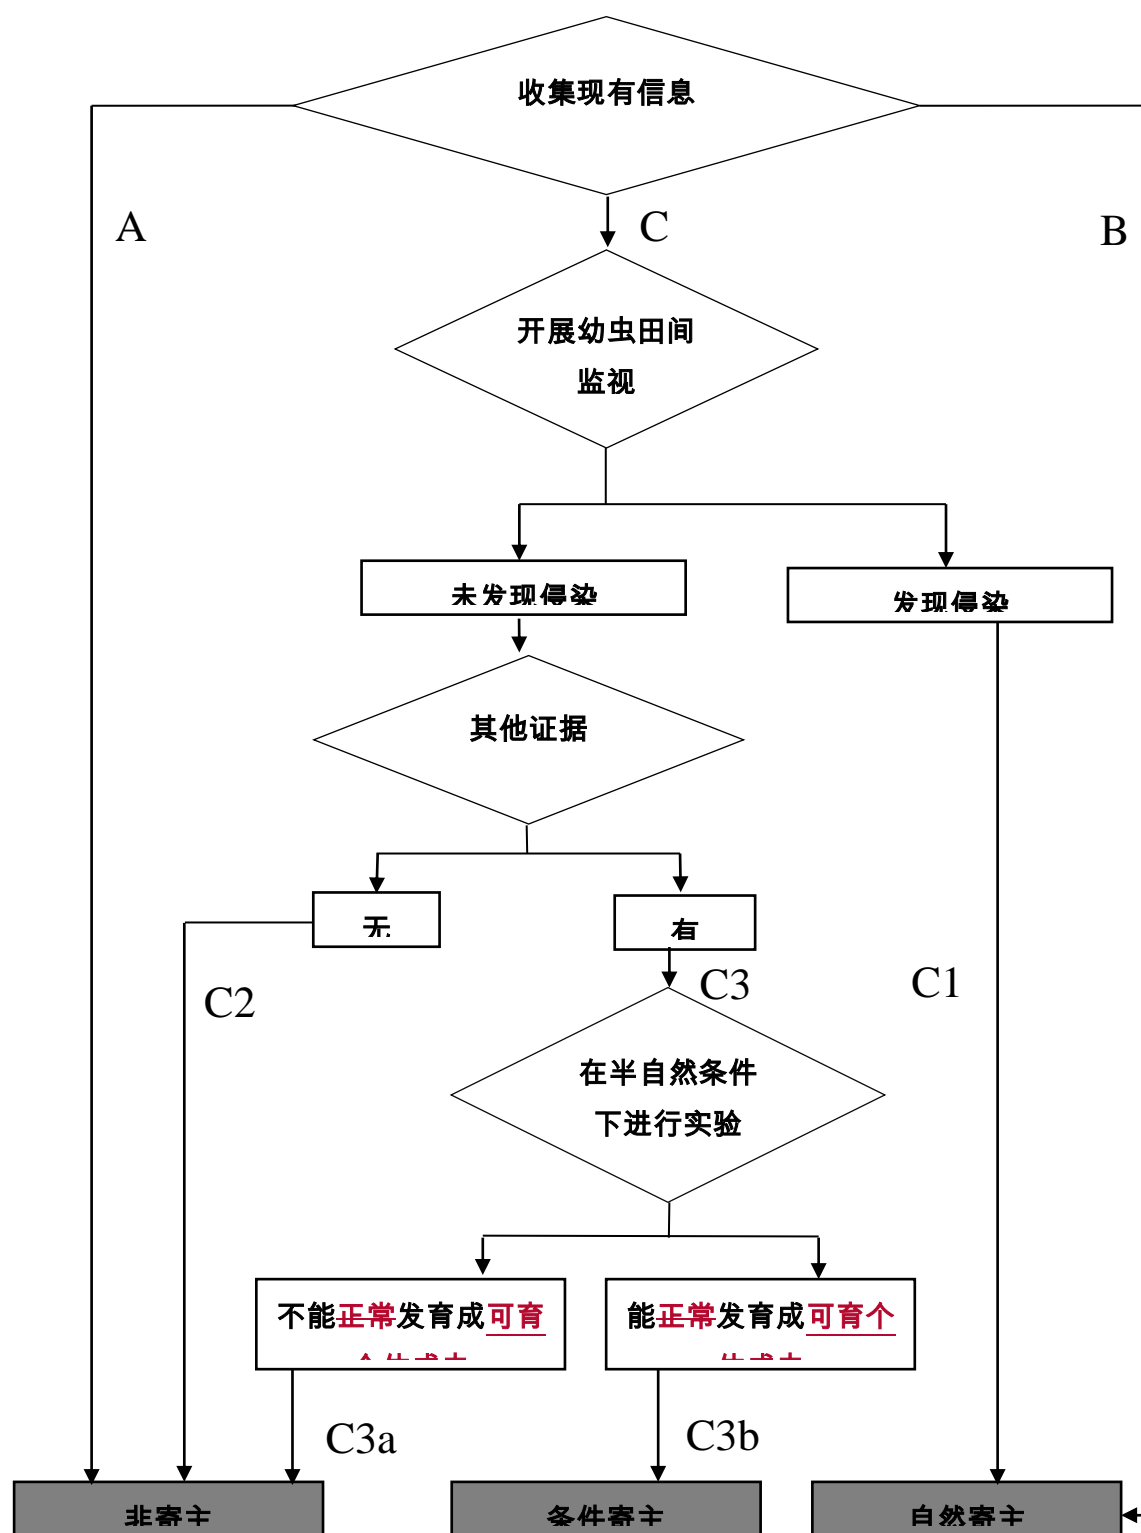 收集现有信息
A
C
B
开展幼虫田间
监视
未发现侵染
发现侵染
其他证据
无
有
C3
C1
C2
在半自然条件
下进行实验
不能正常发育成可育
能正常发育成可育个
C3a
C3b
非寄主
条件寄主
自然寄主